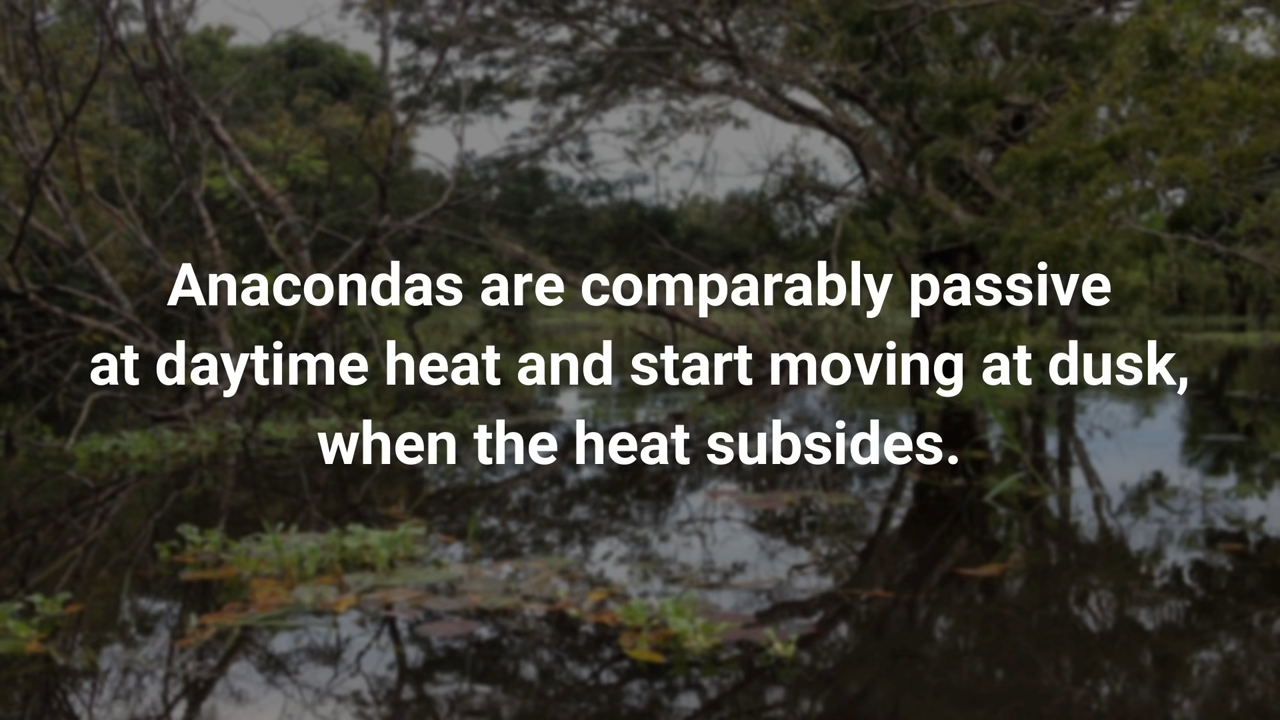 Anacondas are comparably passive
at daytime heat and start moving at dusk,
when the heat subsides.